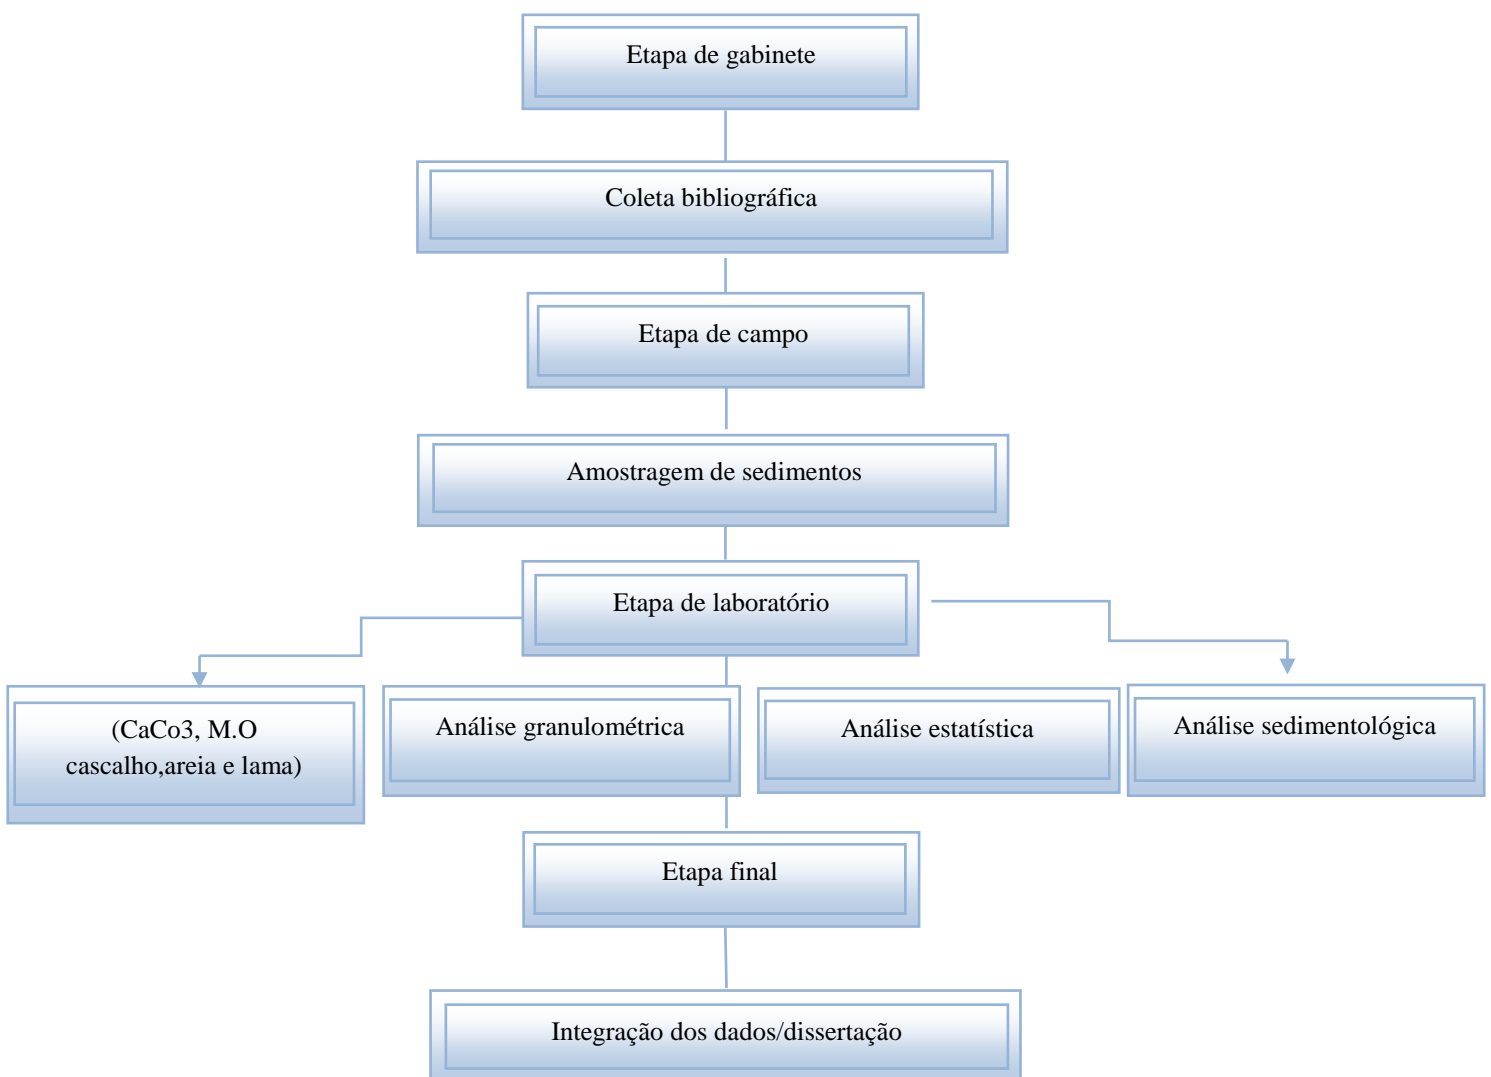 Etapa de gabinete
Coleta bibliográfica
Etapa de campo
Amostragem de sedimentos
Etapa de laboratório
(CaCo3, M.O
cascalho,areia e lama)
Análise granulométrica
Análise estatística
Análise sedimentológica
Etapa final
Integração dos dados/dissertação